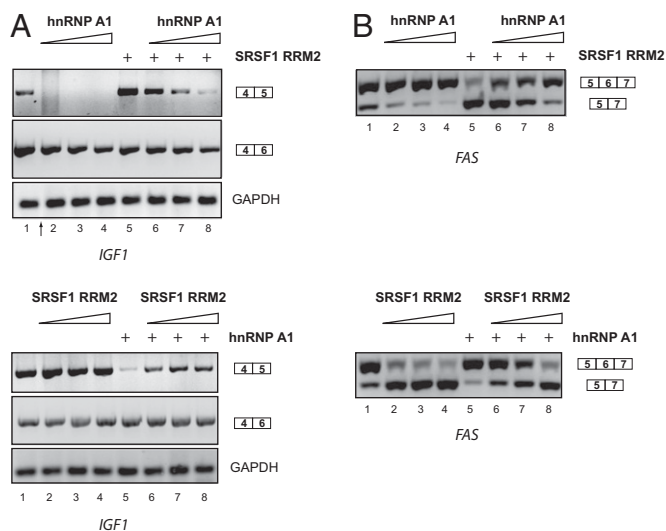 A
hnRNP A1
hnRNP A1
+ + + +
SRSF1 RRM2
4 5
4 6
GAPDH
1 2 3 4 5 6 7 8
IGF1
B
hnRNP A1
hnRNP A1
+ + + +
SRSF1 RRM2
5 6 7
5 7
1 2 3 4 5 6 7 8
FAS
SRSF1 RRM2
SRSF1 RRM2
+ + + +
hnRNP A1
4 5
4 6
GAPDH
1 2 3 4 5 6 7 8
IGF1
SRSF1 RRM2
SRSF1 RRM2
+ + + +
hnRNP A1
5 6 7
5 7
1 2 3 4 5 6 7 8
FAS